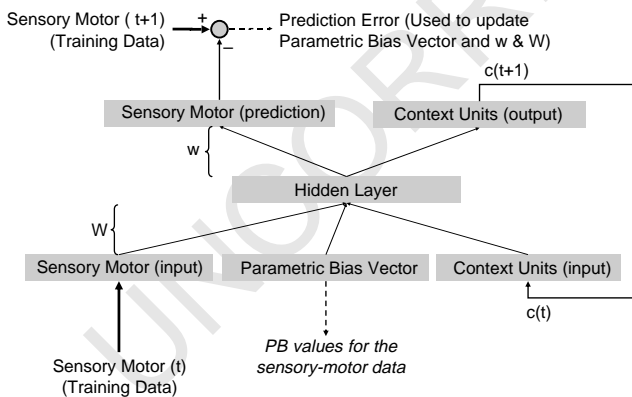 Sensory Motor ( t+1)
(Training Data)
+
−
Prediction Error (Used to update
Parametric Bias Vector and w & W)
c(t+1)
Sensory Motor (prediction)
Context Units (output)
w
Hidden Layer
W
Sensory Motor (input)
Parametric Bias Vector
Context Units (input)
c(t)
PB values for the
sensory-motor data
Sensory Motor (t)
(Training Data)